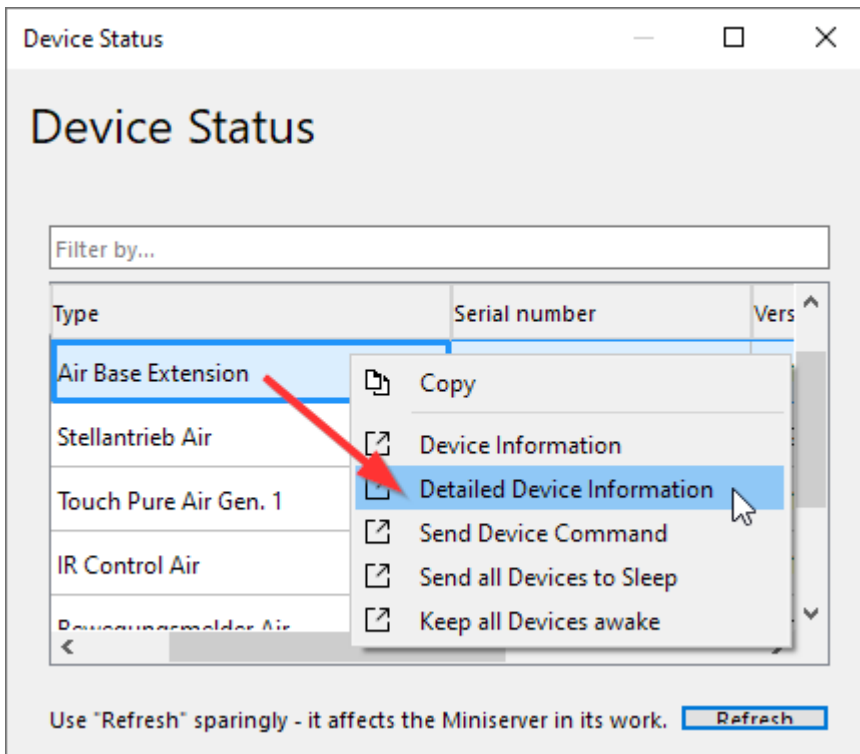 Device Status
Device Status
Filter by...
Type Serial number Vers
Air Base Extension
Copy
Stellantrieb Air
Device Information
Touch Pure Air Gen. 1
Detailed Device Information
Send Device Command
IR Control Air
Send all Devices to Sleep
Bewegungsmelder Air
Keep all Devices awake
Use "Refresh" sparingly - it affects the Miniserver in its work. Refresh